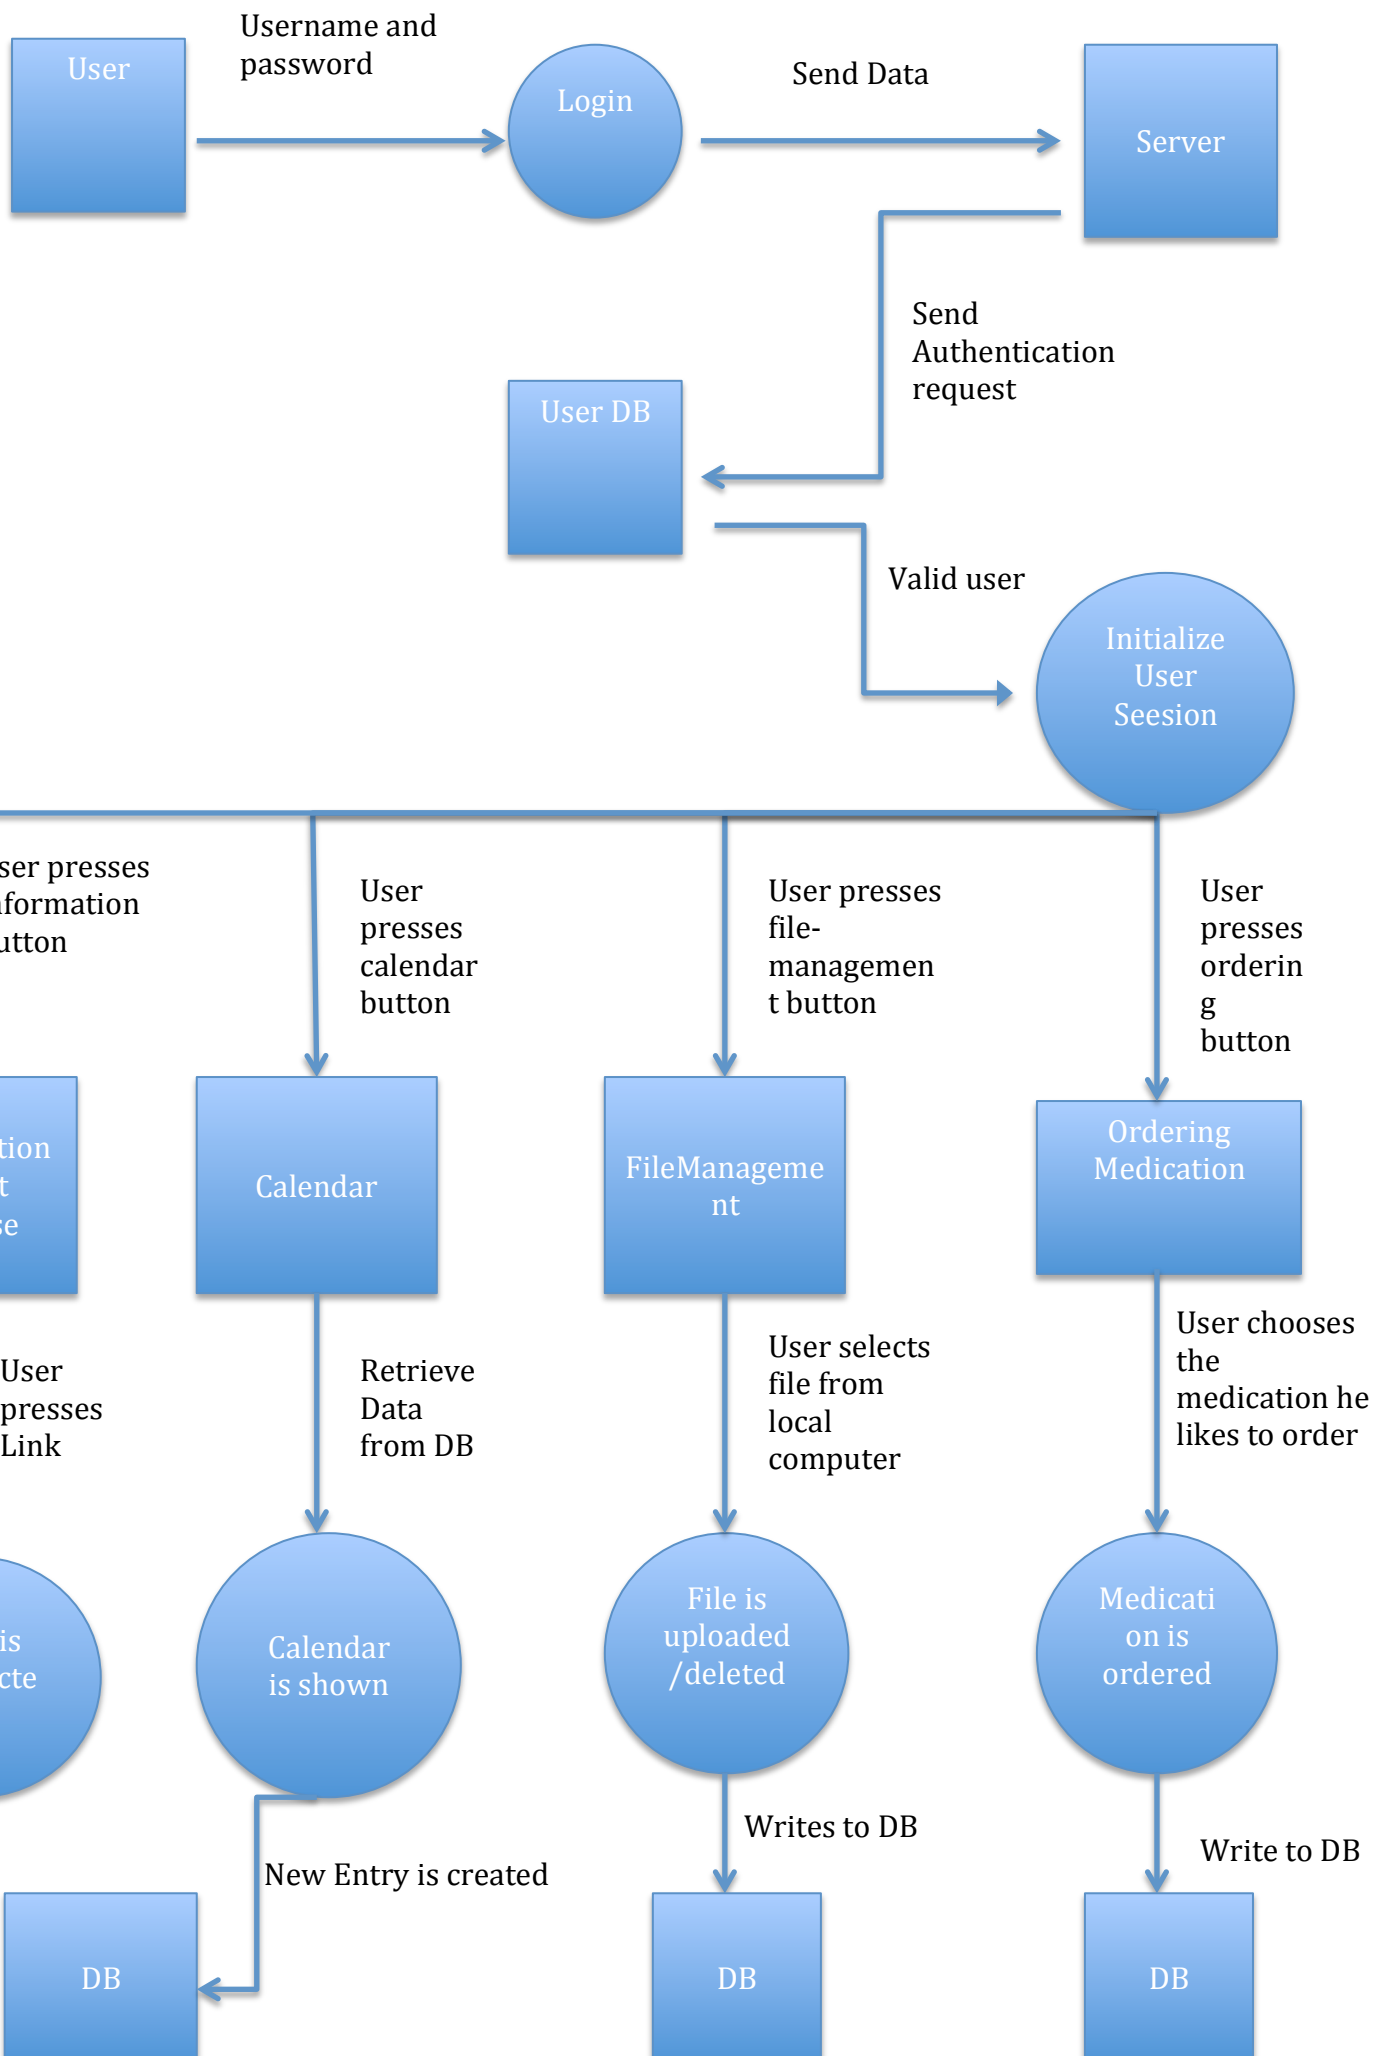 Username and
password
User
Login
Send Data
Server
Send
Authentication
request
User DB
Valid user
Initialize
User
Seesion
ser presses
formation
utton
User
presses
calendar
button
User presses
file-
managemen
t button
User
presses
orderin
g
button
tion
t
se
Calendar
FileManageme
nt
Ordering
Medication
User
presses
Link
Retrieve
Data
from DB
User selects
file from
local
computer
User chooses
the
medication he
likes to order
is
cte
Calendar
is shown
File is
uploaded
/deleted
Medicati
on is
ordered
New Entry is created
Writes to DB
Write to DB
DB
DB
DB